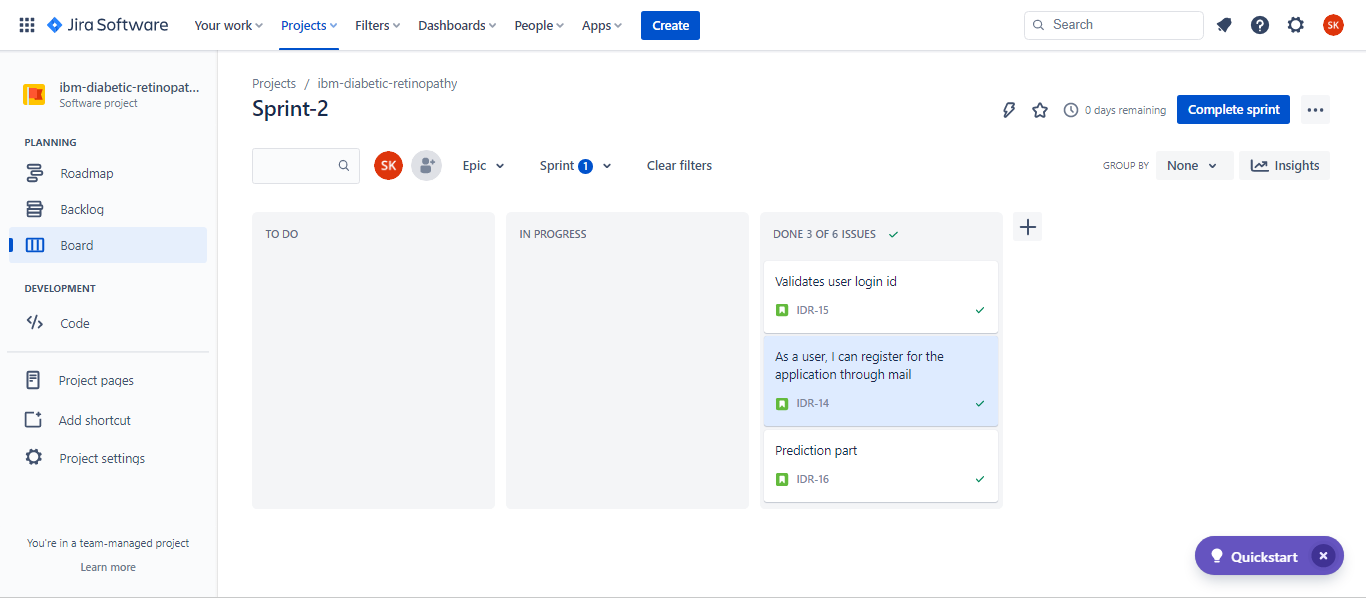 Jira Software
Your work
Projects
Filters
Dashboards
People
Apps
Create
Search
SK
ibm-diabetic-retinopat...
Software project
PLANNING
Roadmap
Backlog
Board
DEVELOPMENT
Code
Project pages
Add shortcut
Project settings
You're in a team-managed project
Learn more
Projects / ibm-diabetic-retinopathy
Sprint-2
0 days remaining
Complete sprint
SK
Epic
Sprint 1
Clear filters
GROUP BY
None
Insights
TO DO
IN PROGRESS
DONE 3 OF 6 ISSUES
Validates user login id
IDR-15
As a user, I can register for the
application through mail
IDR-14
Prediction part
IDR-16
Quickstart